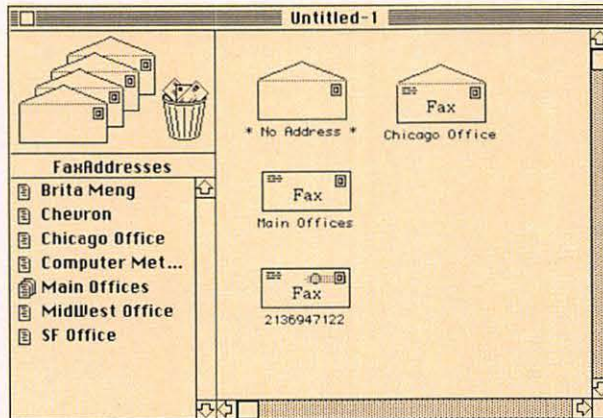 Untitled-1
FaxAddresses
Brita Meng
Chevron
Chicago Office
Computer Met...
Main Offices
MidWest Office
SF Office
* No Address *
Fax
Chicago Office
Fax
Main Offices
Fax
2136947122